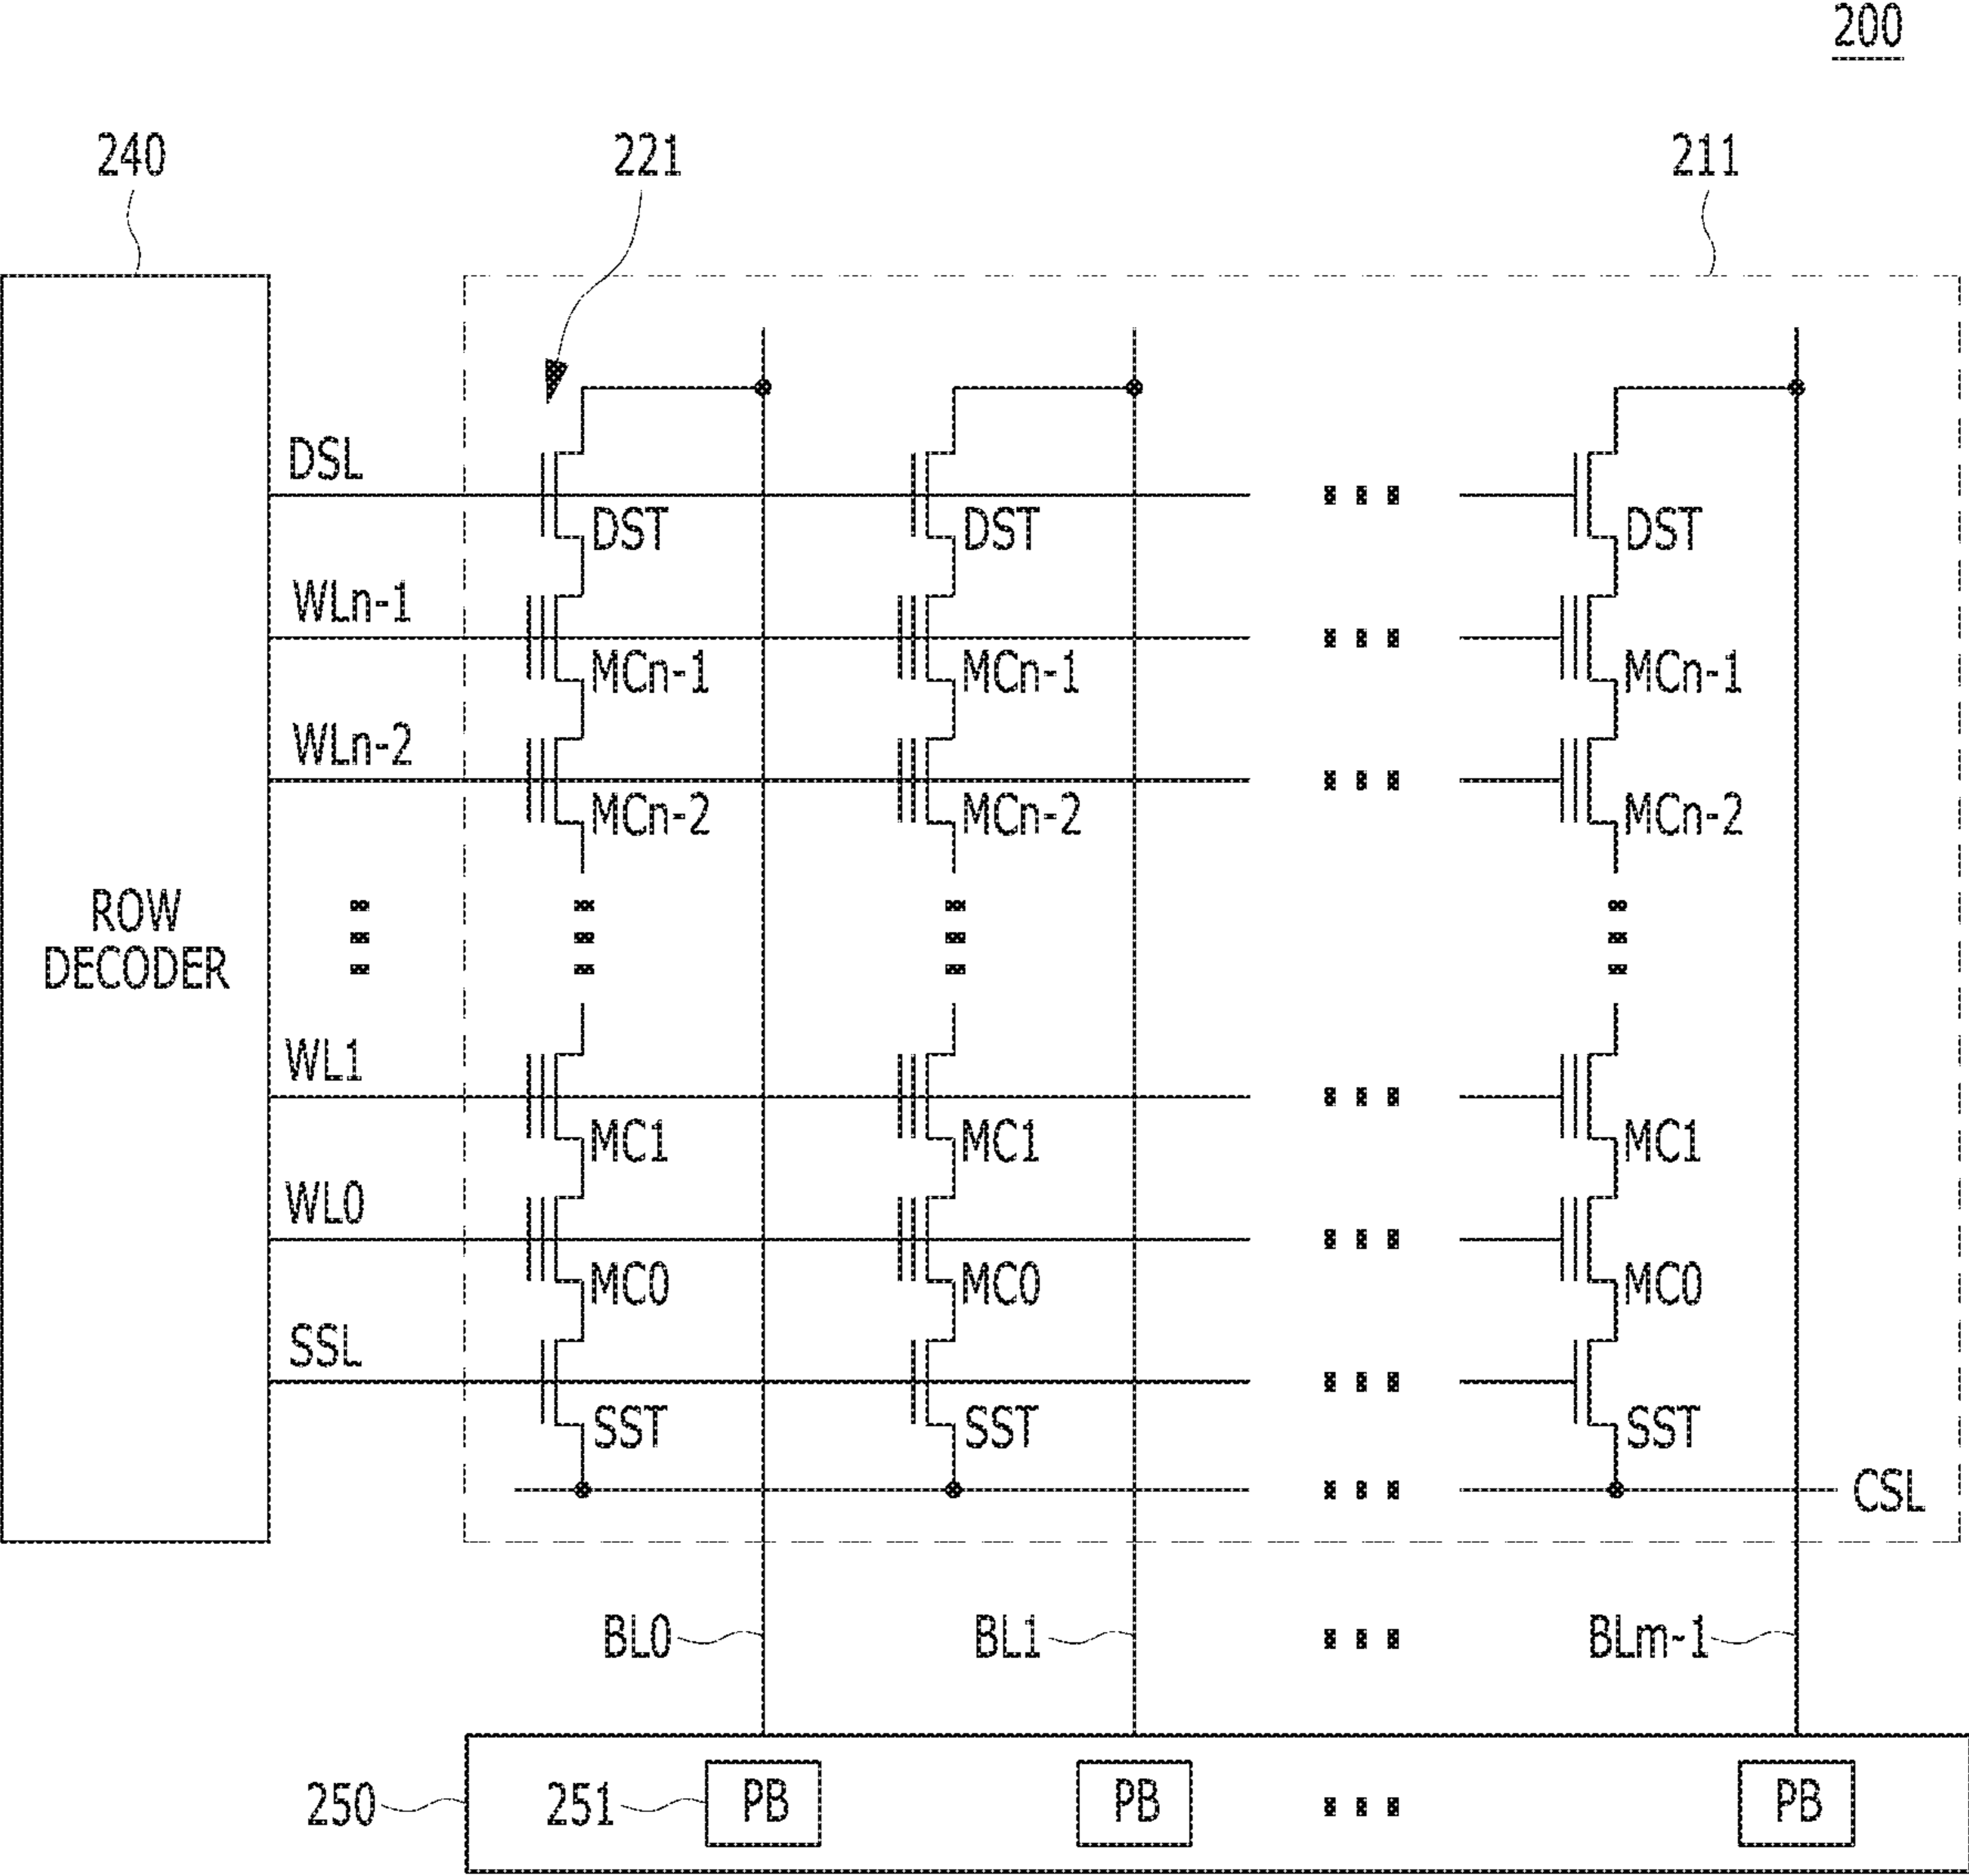 200
240
221
211
DSL
DST DST DST
WLn-1
MCn-1 MCn-1 MCn-1
WLn-2
MCn-2 MCn-2 MCn-2
ROW
DECODER
WL1
MC1 MC1 MC1
WL0
MC0 MC0 MC0
SSL
SST SST SST
CSL
BL0 BL1 BLm-1
250 251 PB PB PB